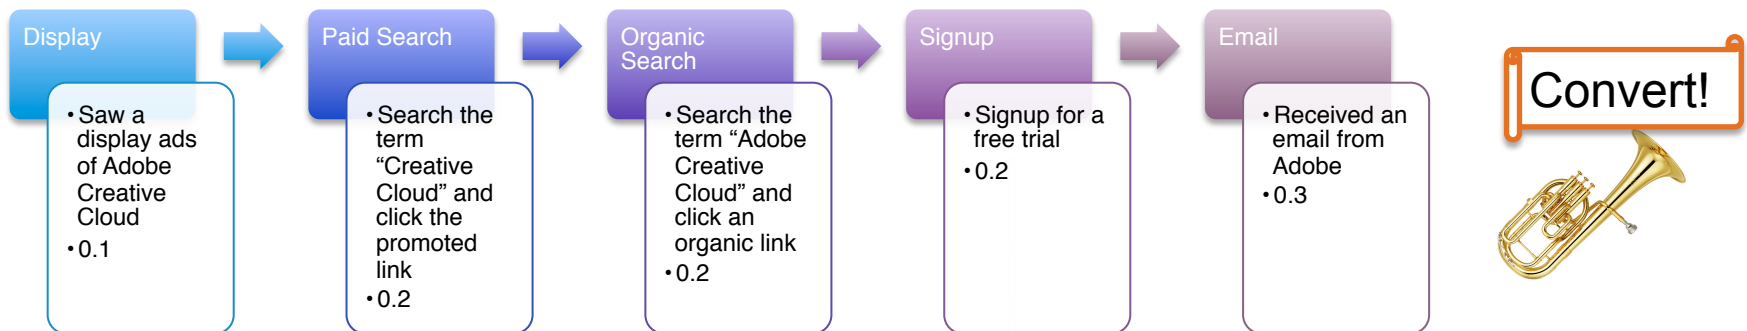 Display
• Saw a
display ads
of Adobe
Creative
Cloud
• 0.1
Paid Search
• Search the
term
“Creative
Cloud” and
click the
promoted
link
• 0.2
Organic
Search
• Search the
term “Adobe
Creative
Cloud” and
click an
organic link
• 0.2
Signup
• Signup for a
free trial
• 0.2
Email
• Received an
email from
Adobe
• 0.3
Convert!